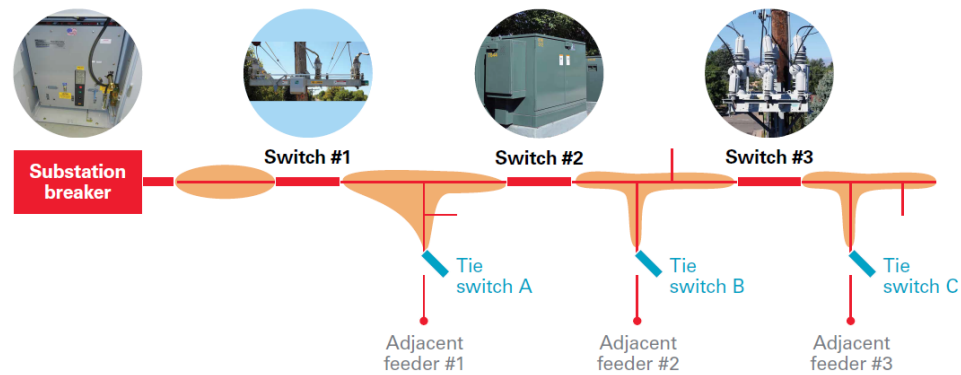 Switch #1
Switch #2
Switch #3
Substation
breaker
Tie
switch A
Tie
switch B
Tie
switch C
Adjacent
feeder #1
Adjacent
feeder #2
Adjacent
feeder #3